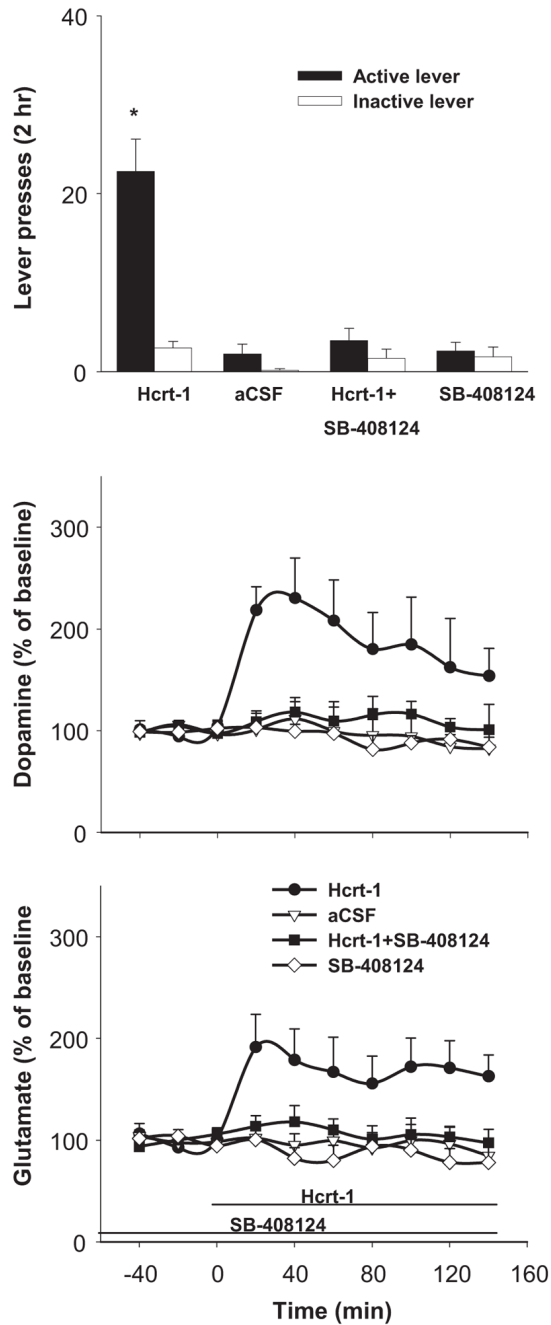 Lever presses (2 hr)
40
20
0
*
Active lever
Inactive lever
Hcrt-1
aCSF
Hcrt-1+
SB-408124
SB-408124
Dopamine (% of baseline)
300
200
100
0
Glutamate (% of baseline
300
200
100
0
Hcrt-1
aCSF
Hcrt-1+SB-408124
SB-408124
Hcrt-1
SB-408124
-40 0 40 80 120 160
Time (min)